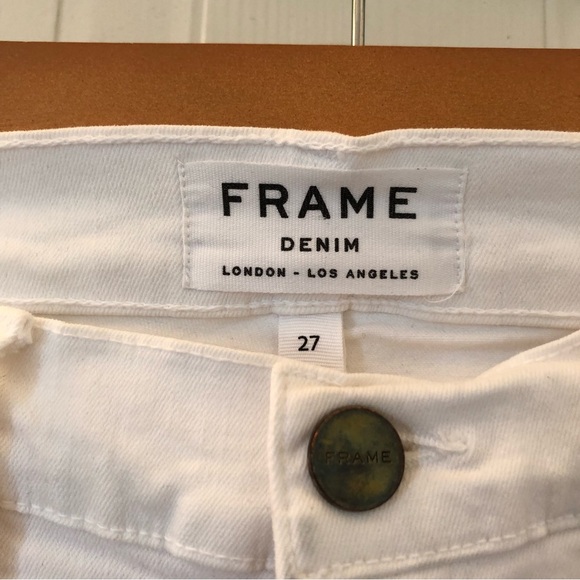 FRAME
DENIM
LONDON - LOS ANGELES
27
FRAME